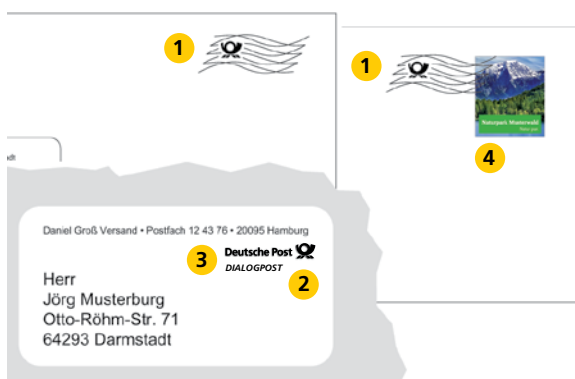 1
1
Naturpark Musterwald
4
adt
Daniel Groß Versand • Postfach 12 43 76 • 20095 Hamburg
3
Deutsche Post
DIALOGPOST
2
Herr
Jörg Musterburg
Otto-Röhm-Str. 71
64293 Darmstadt